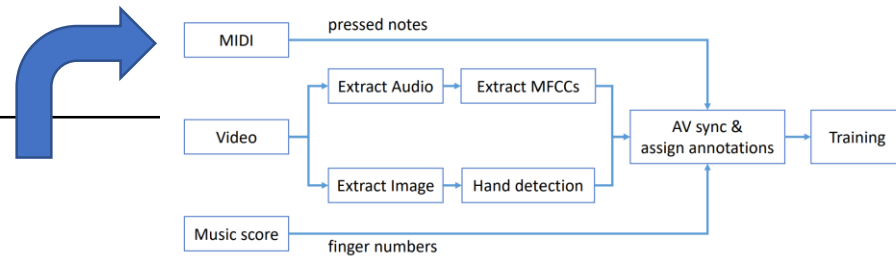 pressed notes
MIDI
Extract Audio
Extract MFCCs
Video
AV sync &
assign annotations
Training
Extract Image
Hand detection
Music score
finger numbers